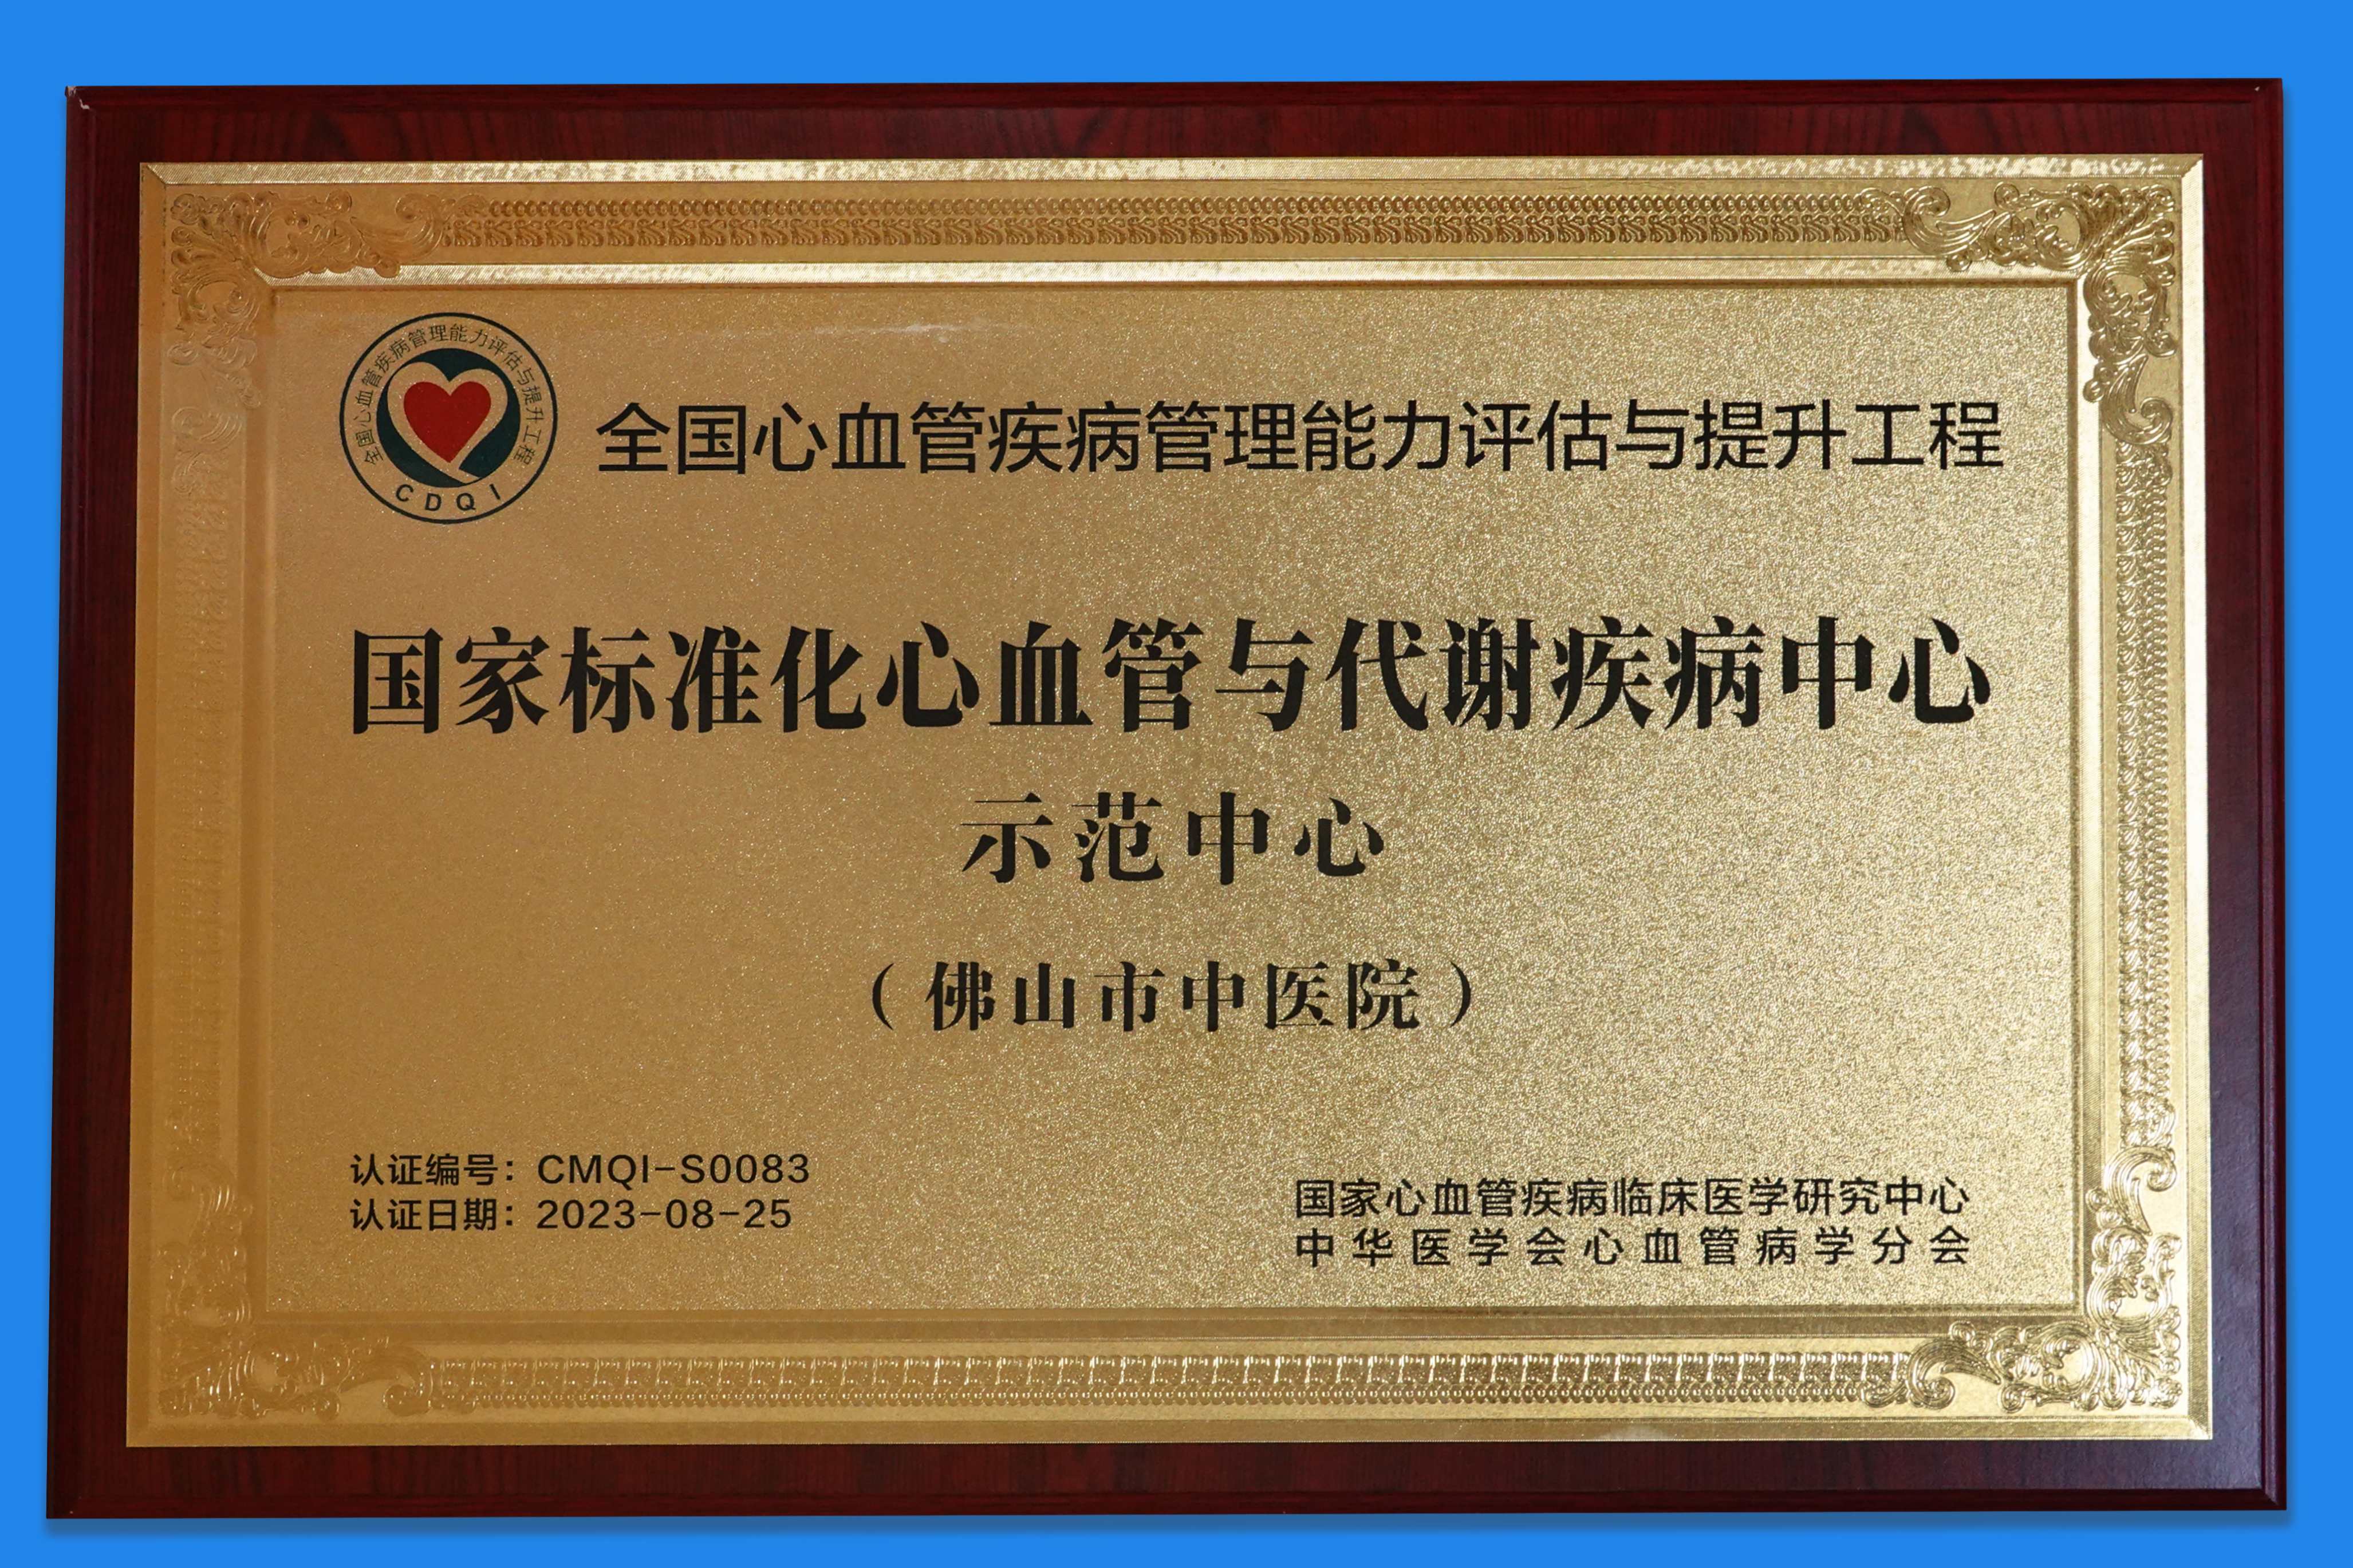 全国心血管疾病管理能力评估与提升工程
CDQI
全国心血管疾病管理能力评估与提升工程
国家标准化心血管与代谢疾病中心
示范中心
（佛山市中医院）
认证编号：CMQI-S0083
认证日期：2023-08-25
国家心血管疾病临床医学研究中心
中华医学会心血管病学分会